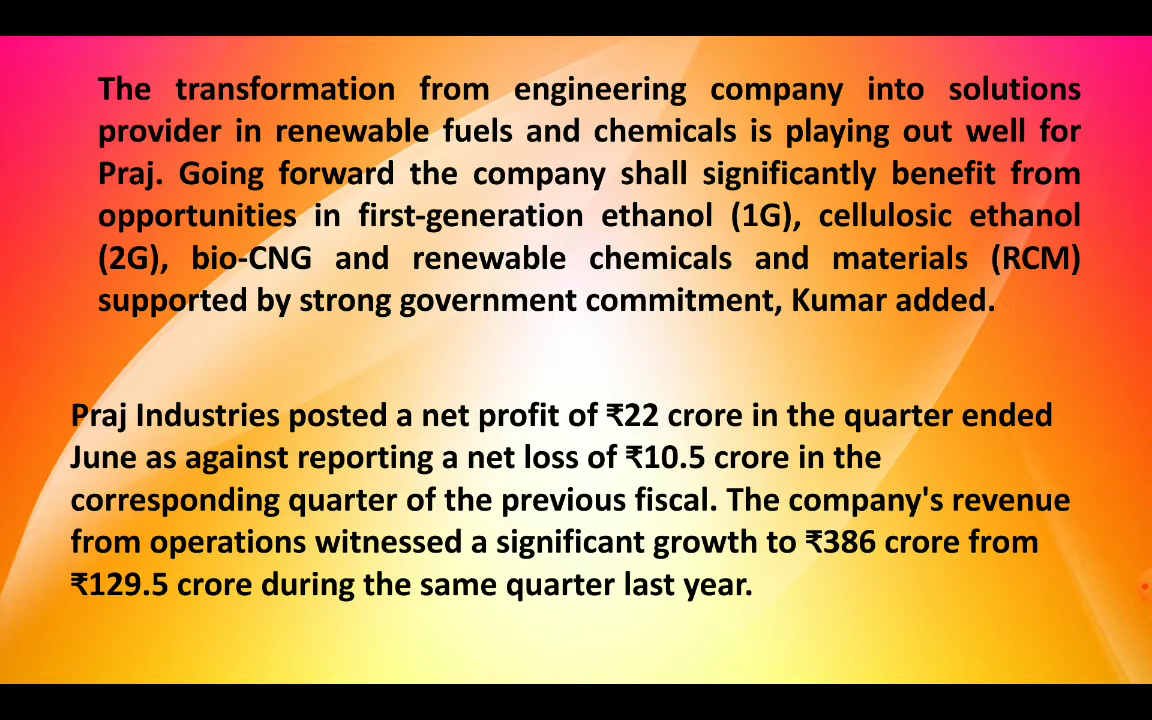 The transformation from engineering company into solutions
provider in renewable fuels and chemicals is playing out well for
Praj. Going forward the company shall significantly benefit from
opportunities in first-generation ethanol (1G), cellulosic ethanol
(2G), bio-CNG and renewable chemicals and materials (RCM)
supported by strong government commitment, Kumar added.
Praj Industries posted a net profit of ₹22 crore in the quarter ended
June as against reporting a net loss of ₹10.5 crore in the
corresponding quarter of the previous fiscal. The company's revenue
from operations witnessed a significant growth to ₹386 crore from
₹129.5 crore during the same quarter last year.